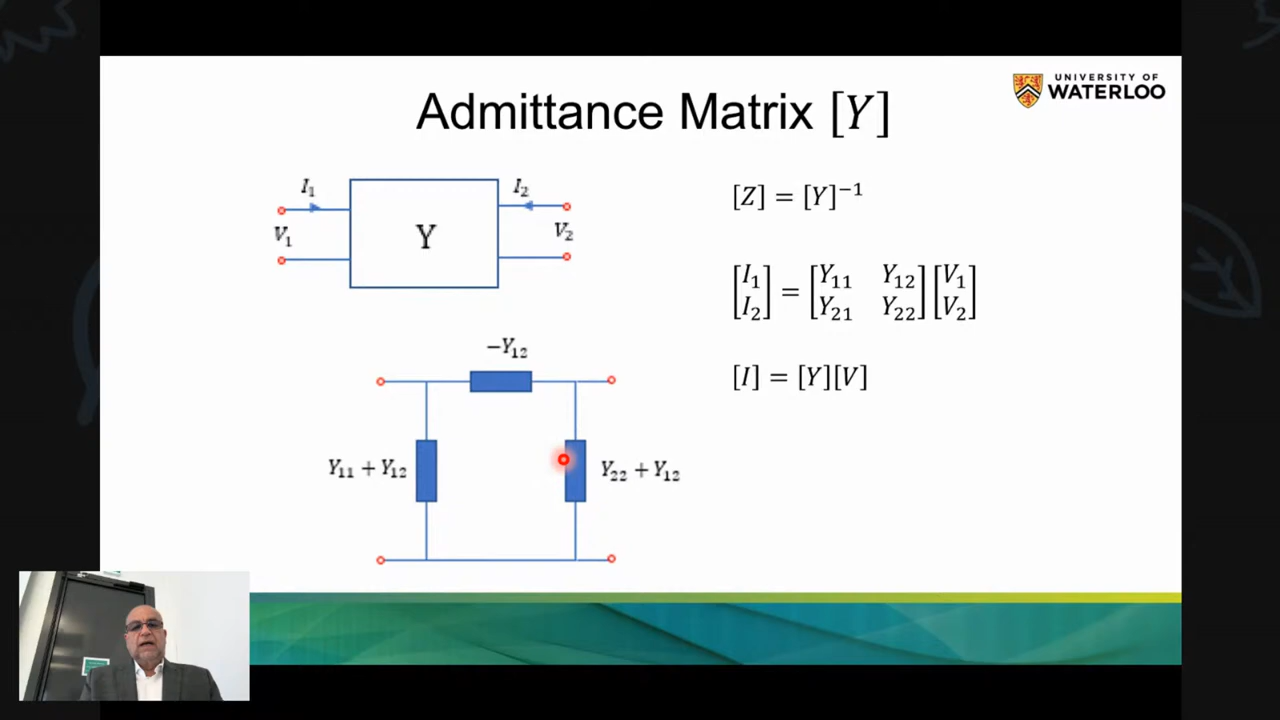 Admittance Matrix [𝑌]
UNIVERSITY OF
WATERLOO
I₁
I₂
V₁
Y
V₂
[𝑍] = [𝑌]⁻¹
[I₁ I₂] = [Y₁₁ Y₁₂ Y₂₁ Y₂₂] [V₁ V₂]
[𝐼] = [𝑌][𝑉]
−Y₁₂
Y₁₁ + Y₁₂
Y₂₂ + Y₁₂